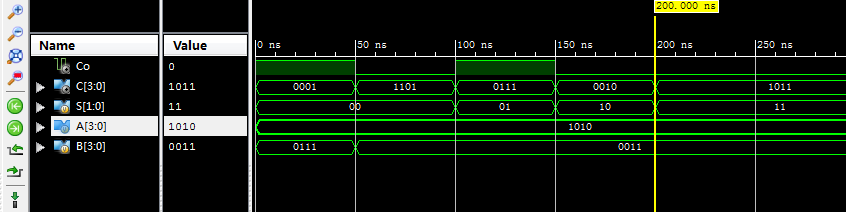 200.000 ns
Name Value 0 ns 50 ns 100 ns 150 ns 200 ns 250 ns
Co 0
C[3:0] 1011 0001 1101 0111 0010 1011
S[1:0] 11 00 01 10 11
A[3:0] 1010 1010
B[3:0] 0011 0111 0011